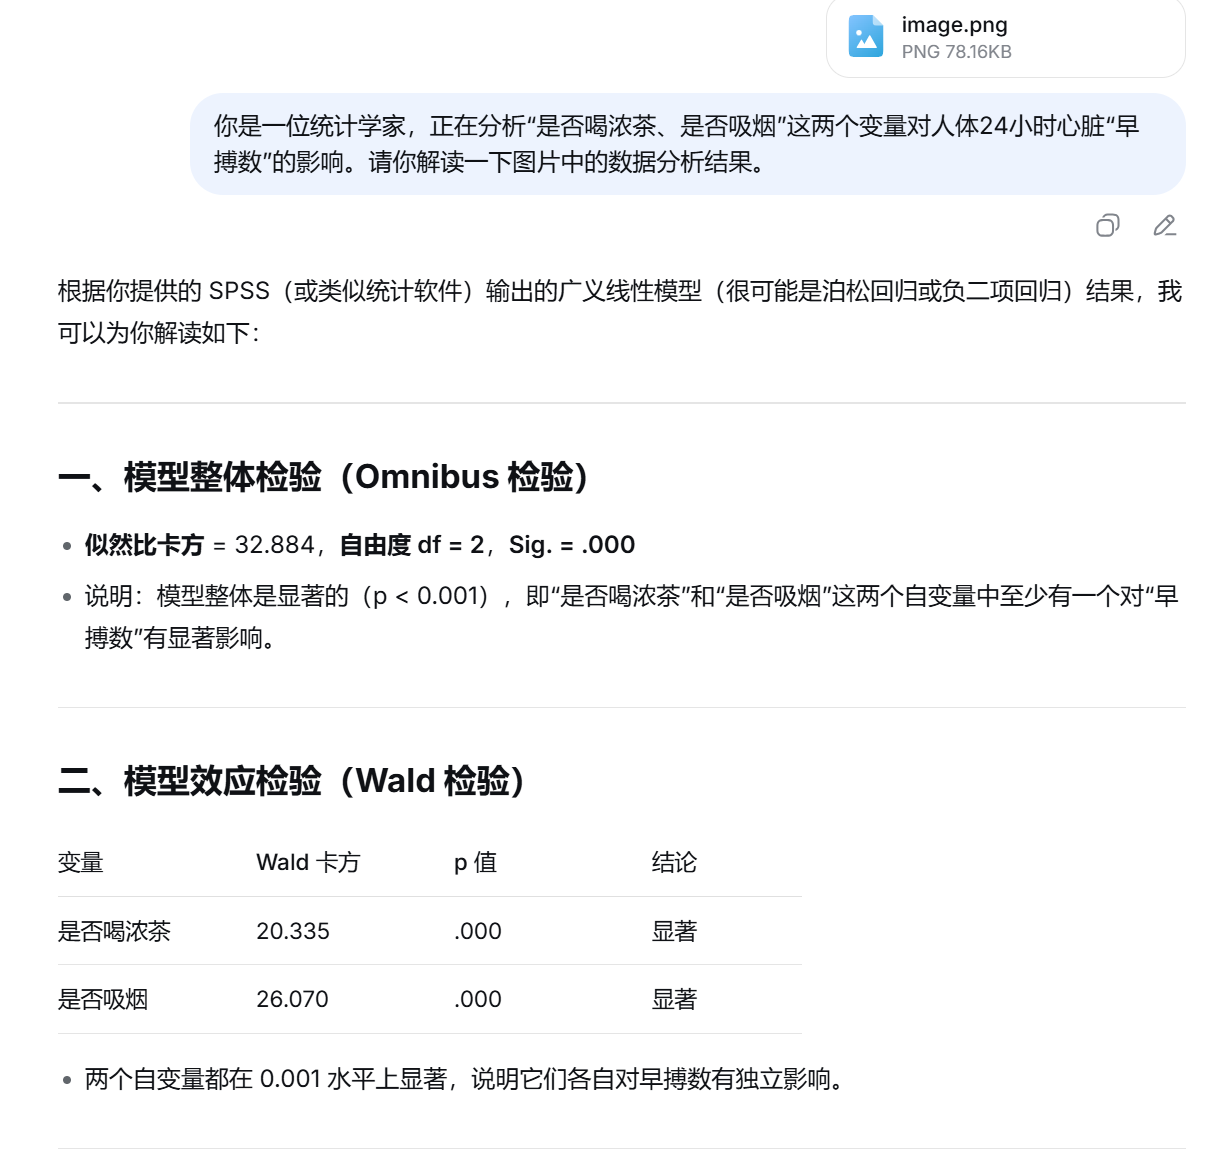 image.png
PNG 78.16KB
你是一位统计学家，正在分析“是否喝浓茶、是否吸烟”这两个变量对人体24小时心脏“早
搏数”的影响。请你解读一下图片中的数据分析结果。
根据你提供的 SPSS（或类似统计软件）输出的广义线性模型（很可能是泊松回归或负二项回归）结果，我
可以为你解读如下：
一、模型整体检验（Omnibus 检验）
似然比卡方 = 32.884，自由度 df = 2，Sig. = .000
说明：模型整体是显著的（p < 0.001），即“是否喝浓茶”和“是否吸烟”这两个自变量中至少有一个对“早
搏数”有显著影响。
二、模型效应检验（Wald 检验）
变量 Wald 卡方 p 值 结论
是否喝浓茶 20.335 .000 显著
是否吸烟 26.070 .000 显著
两个自变量都在 0.001 水平上显著，说明它们各自对早搏数有独立影响。